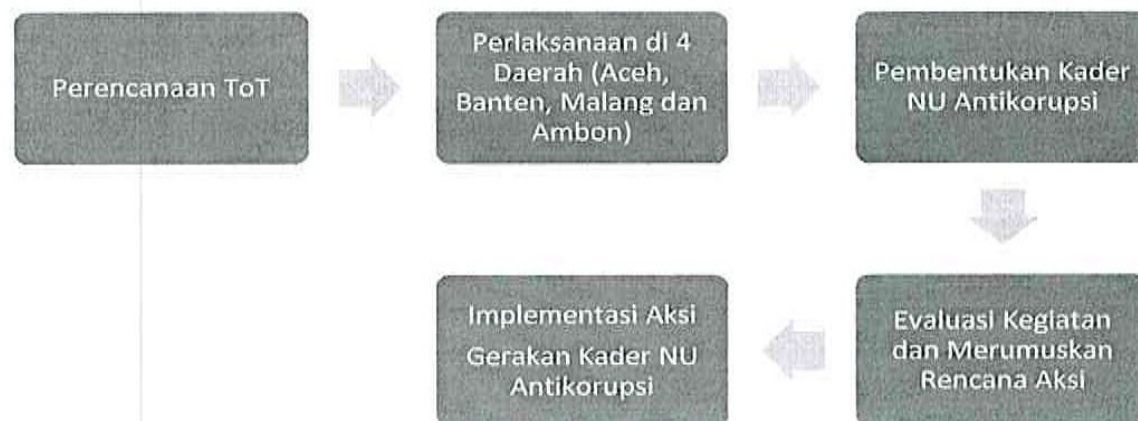 Perencanaan ToT
Perlaksanaan di 4
Daerah (Aceh,
Banten, Malang dan
Ambon)
Pembentukan Kader
NU Antikorupsi
Evaluasi Kegiatan
dan Merumuskan
Rencana Aksi
Implementasi Aksi
Gerakan Kader NU
Antikorupsi